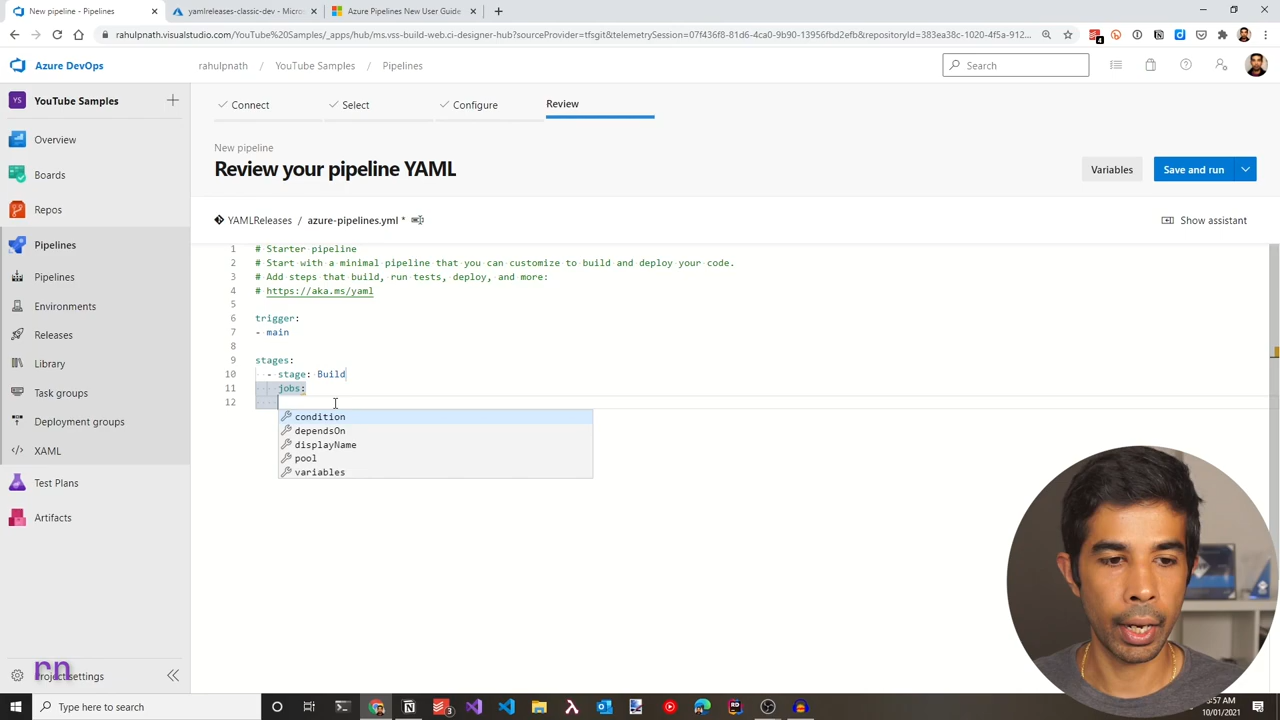 New pipeline - Pipelines
yamlreleases-classic-dev - Micros
Azure Pipelines New User Guide
rahulpnath.visualstudio.com/YouTube%20Samples/_apps/hub/ms.vss-build-web.ci-designer-hub?sourceProvider=tfsgit&telemetrySession=07f436f8-81d6-4ca0-9b90-13956fbd2efb&repositoryId=383ea38c-1020-4f5a-912...
Azure DevOps
rahulpnath / YouTube Samples / Pipelines
Search
YS YouTube Samples
Overview
Boards
Repos
Pipelines
Pipelines
Environments
Releases
Library
Task groups
Deployment groups
XAML
Test Plans
Artifacts
Project settings
rn
Connect
Select
Configure
Review
New pipeline
Review your pipeline YAML
Variables
Save and run
YAMLReleases / azure-pipelines.yml *
Show assistant
1 # Starter pipeline
2 # Start with a minimal pipeline that you can customize to build and deploy your code.
3 # Add steps that build, run tests, deploy, and more:
4 # https://aka.ms/yaml
5
6 trigger:
7 - main
8
9 stages:
10 - stage: Build
11 jobs:
12
condition
dependsOn
displayName
pool
variables
Type here to search
10/01/2021